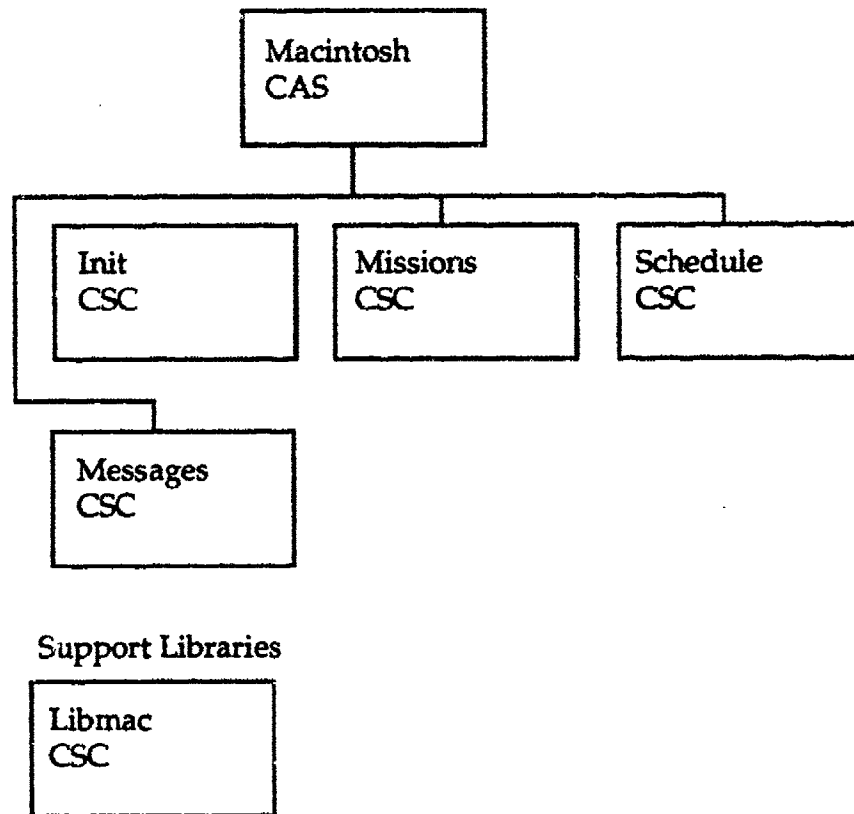 Macintosh
CAS
Init
CSC
Missions
CSC
Schedule
CSC
Messages
CSC
Support Libraries
Libmac
CSC